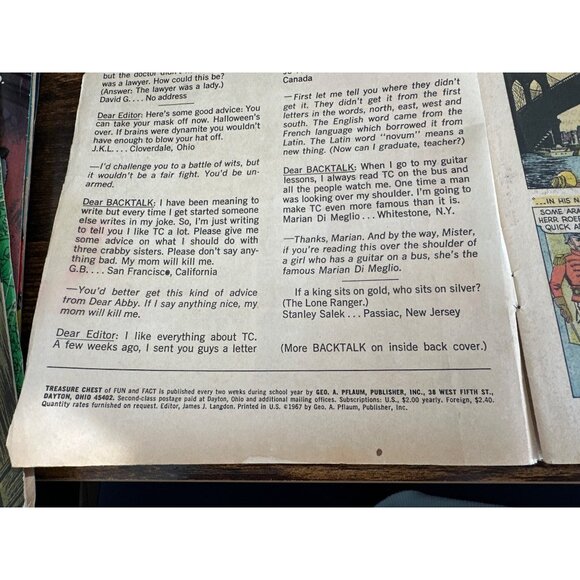 but the doctor
was a lawyer. How could this be?
(Answer: The lawyer was a lady.)
David G. . . . No address
Dear Editor: Here's some good advice: You
can take your mask off now. Halloween's
over. If brains were dynamite you wouldn't
have enough to blow your hat off.
J.K.L. . . . Cloverdale, Ohio
—I'd challenge you to a battle of wits, but
it wouldn't be a fair fight. You'd be un-
armed.
Dear BACKTALK: I have been meaning to
write but every time I get started someone
else writes in my joke. So, I'm just writing
to tell you I like TC a lot. Please give me
some advice on what I should do with
three crabby sisters. Please don't say any-
thing bad. My mom will kill me.
G.B. . . . San Francisco, California
—You'd better get this kind of advice
from Dear Abby. If I say anything nice, my
mom will kill me.
Dear Editor: I like everything about TC.
A few weeks ago, I sent you guys a letter
Canada
—First let me tell you where they didn't
get it. They didn't get it from the first
letters in the words, north, east, west and
south. The English word came from the
French language which borrowed it from
Latin. The Latin word "novum" means a
new thing. (Now can I graduate, teacher?)
Dear BACKTALK: When I go to my guitar
lessons, I always read TC on the bus and
all the people watch me. One time a man
was looking over my shoulder. I'm going to
make TC even more famous than it is.
Marian Di Meglio . . . Whitestone, N.Y.
—Thanks, Marian. And by the way, Mister,
if you're reading this over the shoulder of
a girl who has a guitar on a bus, she's the
famous Marian Di Meglio.
If a king sits on gold, who sits on silver?
(The Lone Ranger.)
Stanley Salek . . . Passiac, New Jersey
(More BACKTALK on inside back cover.)
TREASURE CHEST of FUN and FACT is published every two weeks during school year by GEO. A. PFLAUM, PUBLISHER, INC., 38 WEST FIFTH ST.,
DAYTON, OHIO 45402. Second-class postage paid at Dayton, Ohio and additional mailing offices. Subscriptions: U.S., $2.00 yearly. Foreign, $2.40.
Quantity rates furnished on request. Editor, James J. Langdon. Printed in U.S. ©1967 by Geo. A. Pflaum, Publisher, Inc.
...IN HIS
SOME
HERR
QUICK